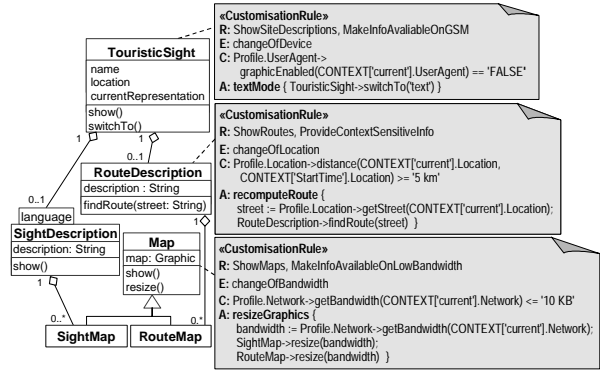 TouristicSight
name
location
currentRepresentation
show()
switchTo()
1
1
0..1
RouteDescription
description : String
findRoute(street: String)
1
0..1
language
SightDescription
description: String
show()
1
Map
map: Graphic
show()
resize()
0..*
0..*
SightMap
RouteMap
«CustomisationRule»
R: ShowSiteDescriptions, MakeInfoAvaliableOnGSM
E: changeOfDevice
C: Profile.UserAgent->
graphicEnabled(CONTEXT['current'].UserAgent) == 'FALSE'
A: textMode { TouristicSight->switchTo('text') }
«CustomisationRule»
R: ShowRoutes, ProvideContextSensitiveInfo
E: changeOfLocation
C: Profile.Location->distance(CONTEXT['current'].Location,
CONTEXT['StartTime'].Location) >= '5 km'
A: recomputeRoute {
street := Profile.Location->getStreet(CONTEXT['current'].Location);
RouteDescription->findRoute(street) }
«CustomisationRule»
R: ShowMaps, MakeInfoAvailableOnLowBandwidth
E: changeOfBandwidth
C: Profile.Network->getBandwidth(CONTEXT['current'].Network) <= '10 KB'
A: resizeGraphics {
bandwidth := Profile.Network->getBandwidth(CONTEXT['current'].Network);
SightMap->resize(bandwidth);
RouteMap->resize(bandwidth) }